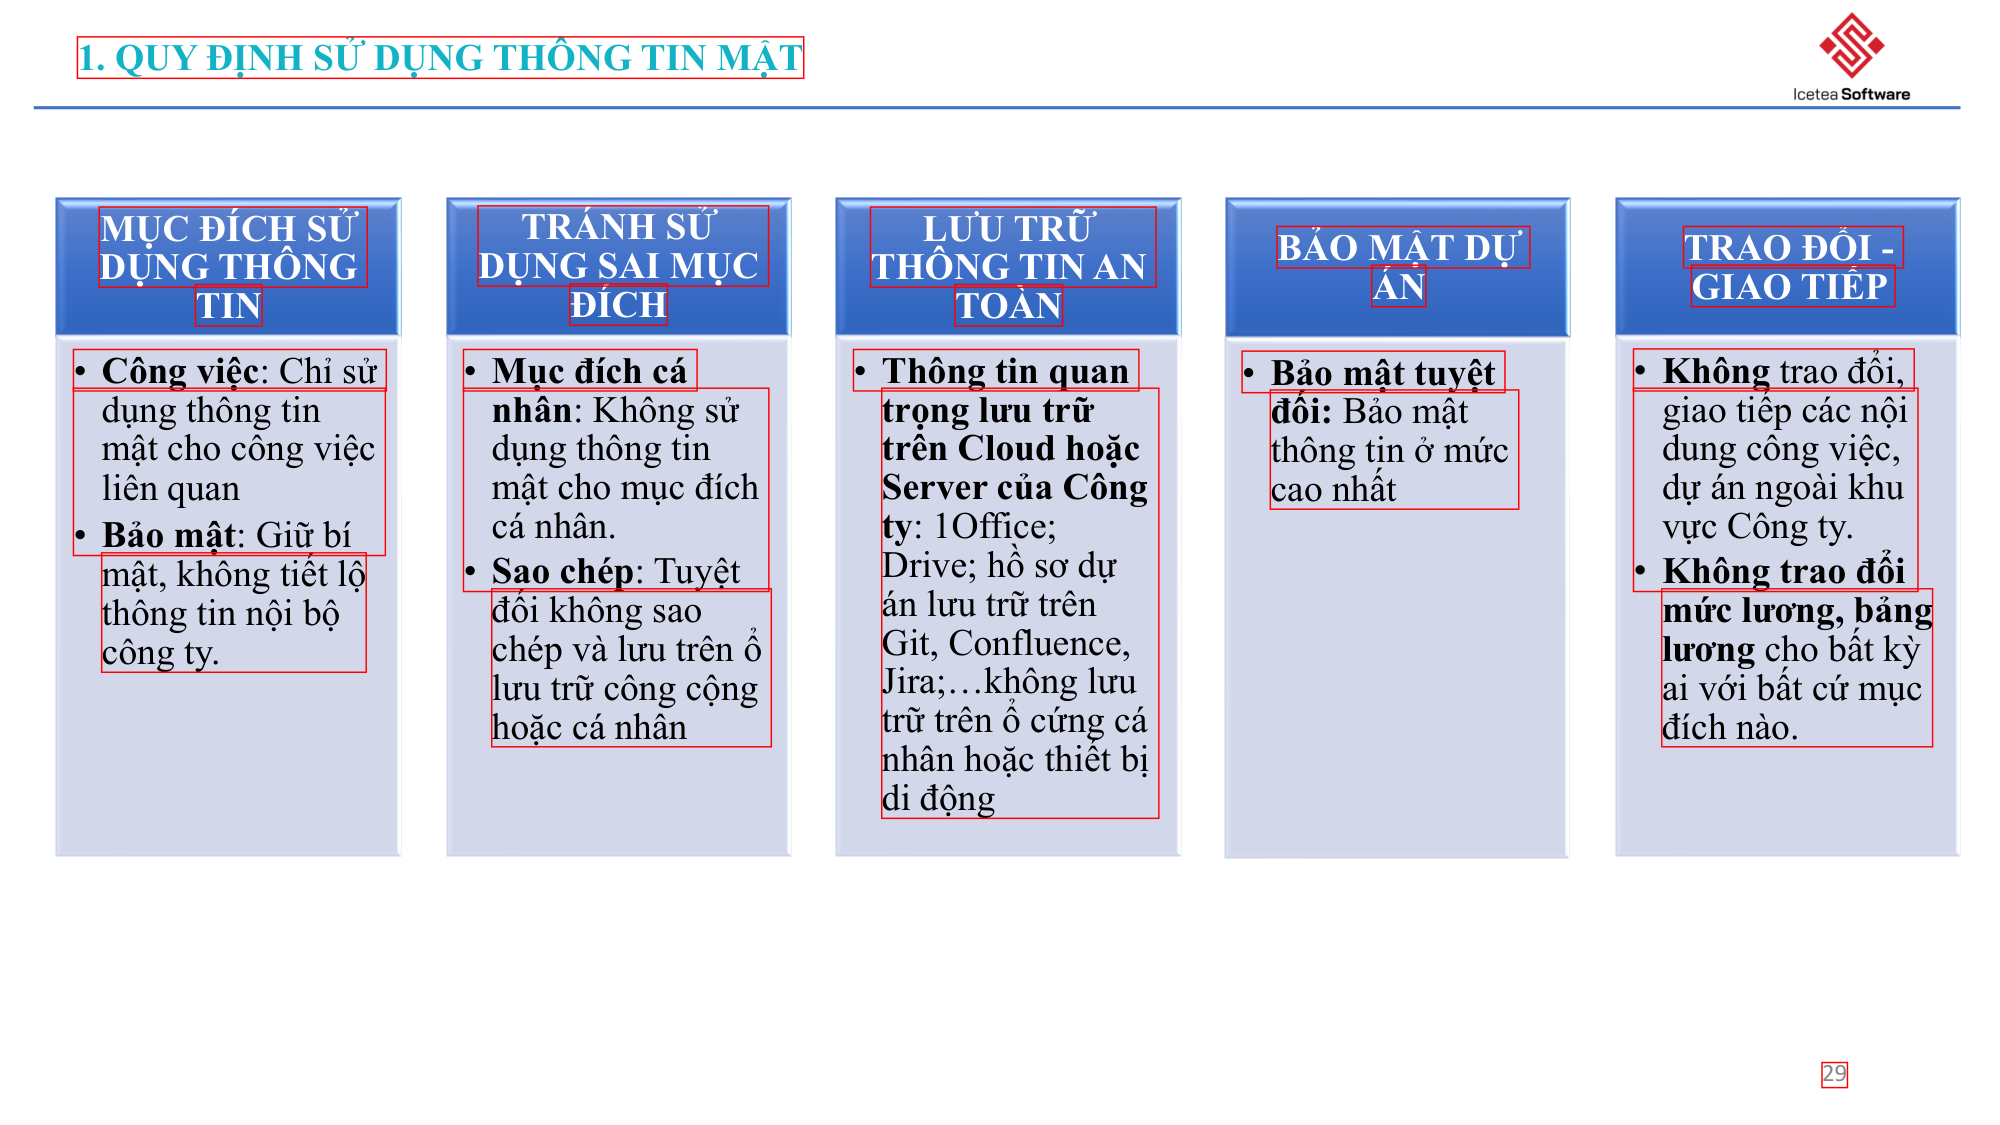 1. QUY ĐỊNH SỬ DỤNG THÔNG TIN MẬT
Icetea Software
MỤC ĐÍCH SỬ
DỤNG THÔNG
TIN
• Công việc: Chỉ sử
dụng thông tin
mật cho công việc
liên quan
• Bảo mật: Giữ bí
mật, không tiết lộ
thông tin nội bộ
công ty.
TRÁNH SỬ
DỤNG SAI MỤC
ĐÍCH
• Mục đích cá
nhân: Không sử
dụng thông tin
mật cho mục đích
cá nhân.
• Sao chép: Tuyệt
đối không sao
chép và lưu trên ổ
lưu trữ công cộng
hoặc cá nhân
LƯU TRỮ
THÔNG TIN AN
TOÀN
• Thông tin quan
trọng lưu trữ
trên Cloud hoặc
Server của Công
ty: 1Office;
Drive; hồ sơ dự
án lưu trữ trên
Git, Confluence,
Jira;…không lưu
trữ trên ổ cứng cá
nhân hoặc thiết bị
di động
BẢO MẬT DỰ
ÁN
• Bảo mật tuyệt
đối: Bảo mật
thông tin ở mức
cao nhất
TRAO ĐỔI -
GIAO TIẾP
• Không trao đổi,
giao tiếp các nội
dung công việc,
dự án ngoài khu
vực Công ty.
• Không trao đổi
mức lương, bảng
lương cho bất kỳ
ai với bất cứ mục
đích nào.
29